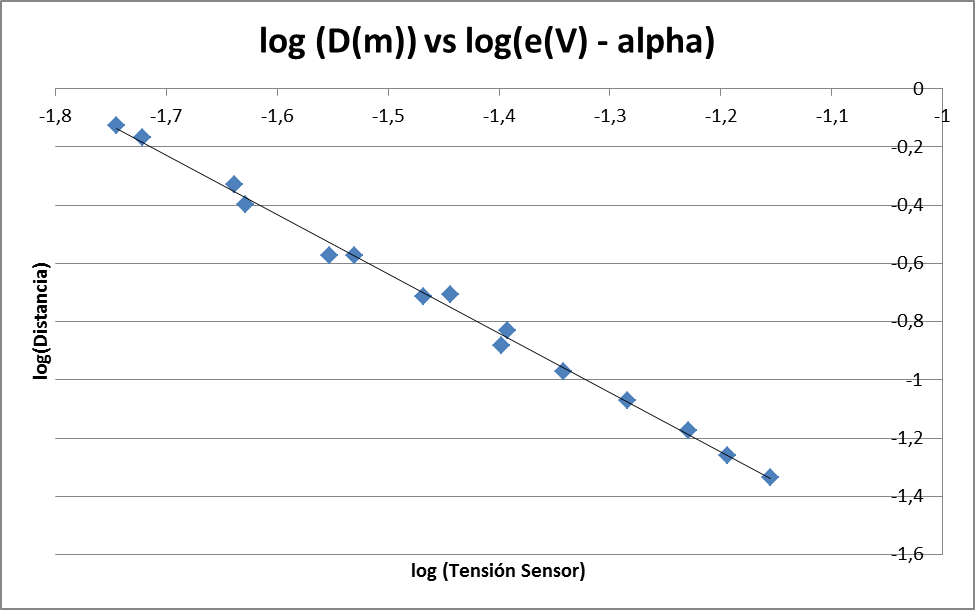 log (D(m)) vs log(e(V) - alpha)
0
-1,8 -1,7 -1,6 -1,5 -1,4 -1,3 -1,2 -1,1 -1
-0,2
-0,4
-0,6
-0,8
-1
-1,2
-1,4
-1,6
log(Distancia)
log (Tensión Sensor)